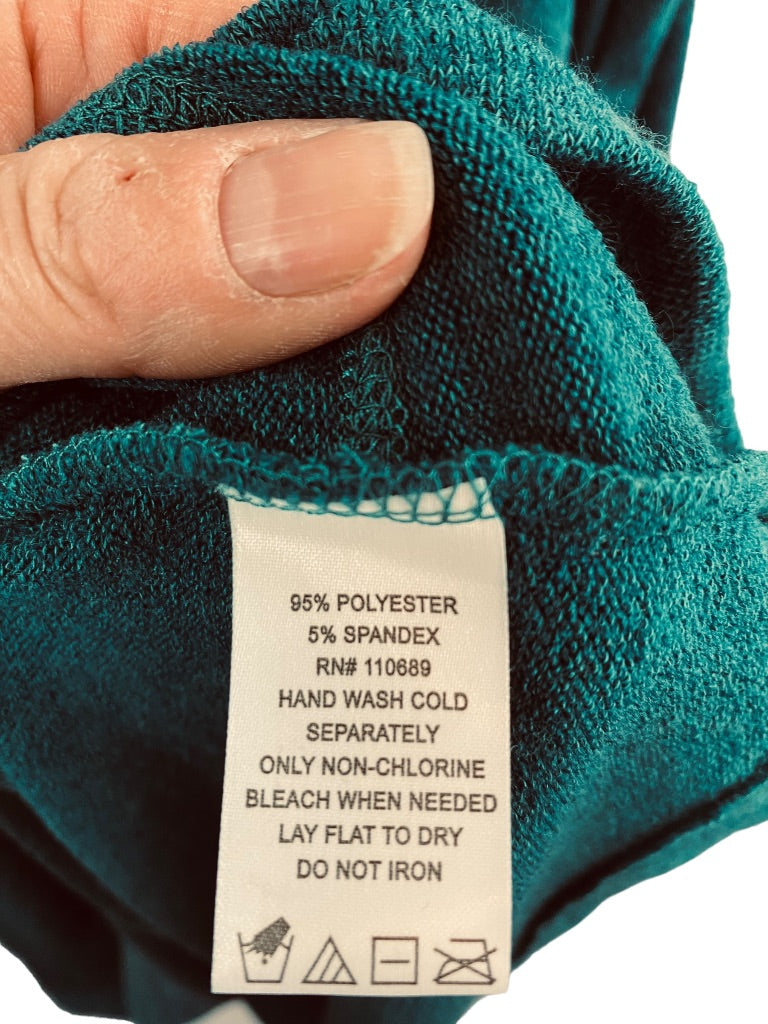 95% POLYESTER
5% SPANDEX
RN# 110689
HAND WASH COLD
SEPARATELY
ONLY NON-CHLORINE
BLEACH WHEN NEEDED
LAY FLAT TO DRY
DO NOT IRON